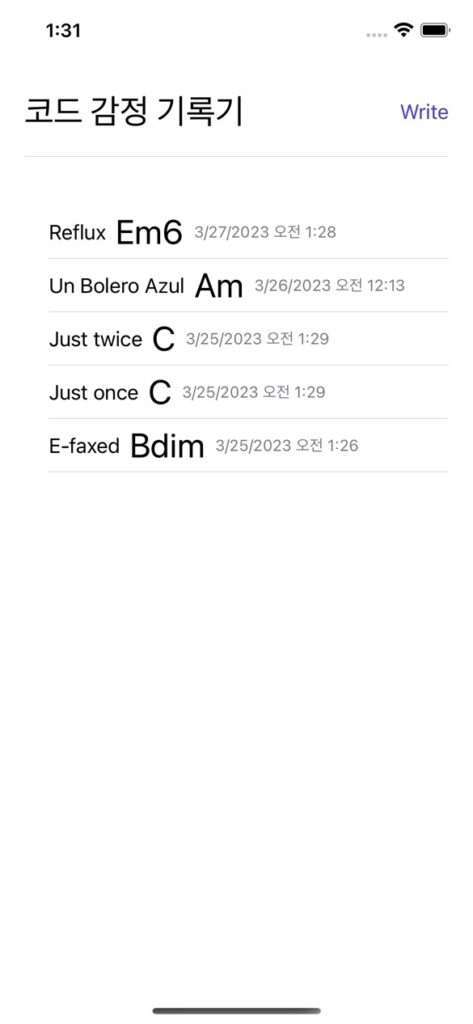 1:31
코드 감정 기록기 Write
Reflux Em6 3/27/2023 오전 1:28
Un Bolero Azul Am 3/26/2023 오전 12:13
Just twice C 3/25/2023 오전 1:29
Just once C 3/25/2023 오전 1:29
E-faxed Bdim 3/25/2023 오전 1:26